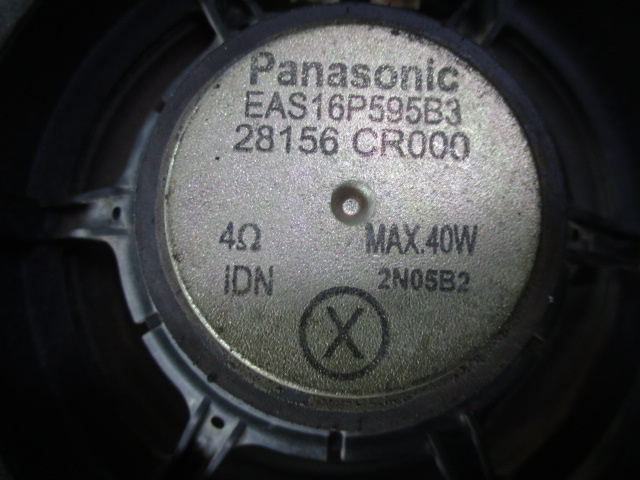 Panasonic
EAS16P595B3
28156 CR000
4Ω MAX.40W
IDN 2N05B2
X